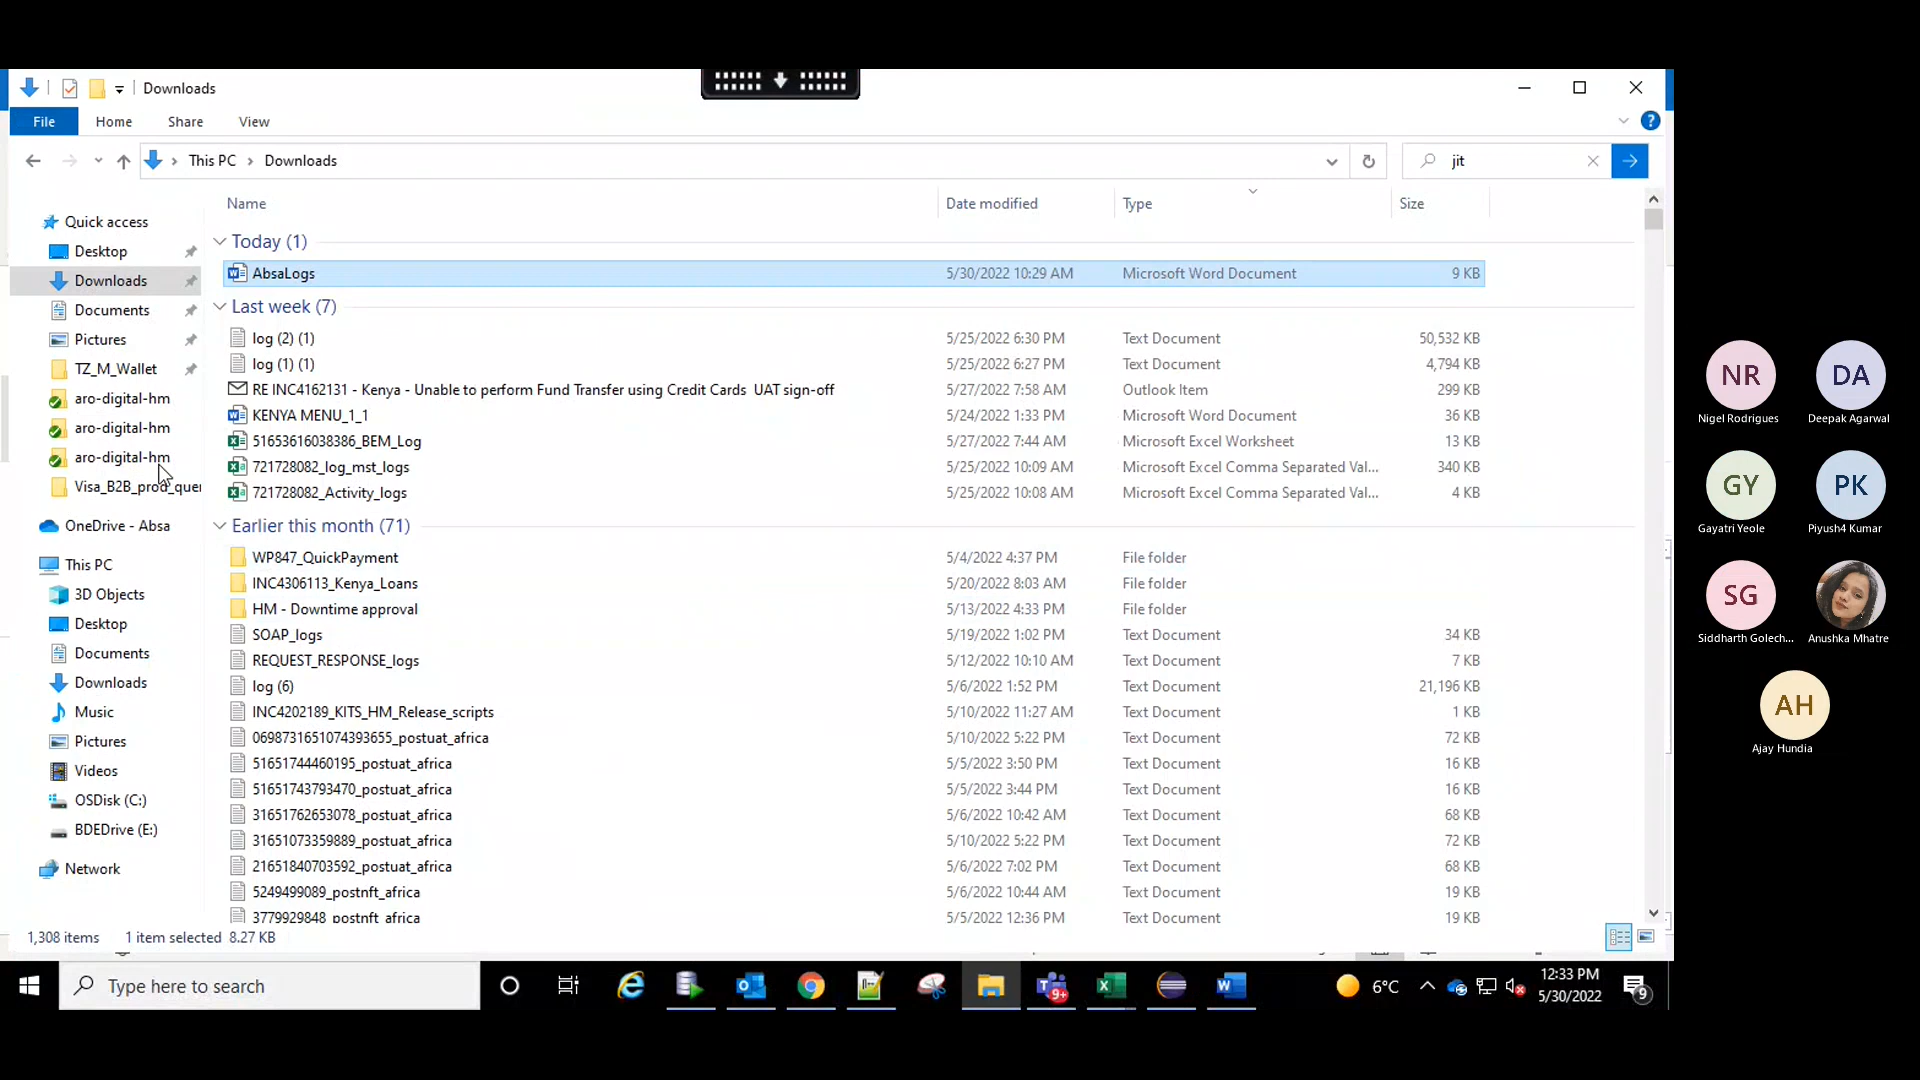 Downloads
File Home Share View
This PC Downloads
jit
Name Date modified Type Size
Quick access
Desktop
Downloads
Documents
Pictures
TZ_M_Wallet
aro-digital-hm
aro-digital-hm
aro-digital-hm
Visa_B2B_prod_quer
OneDrive - Absa
This PC
3D Objects
Desktop
Documents
Downloads
Music
Pictures
Videos
OSDisk (C:)
BDEDrive (E:)
Network
Today (1)
AbsaLogs 5/30/2022 10:29 AM Microsoft Word Document 9 KB
Last week (7)
log (2) (1) 5/25/2022 6:30 PM Text Document 50,532 KB
log (1) (1) 5/25/2022 6:27 PM Text Document 4,794 KB
RE INC4162131 - Kenya - Unable to perform Fund Transfer using Credit Cards UAT sign-off 5/27/2022 7:58 AM Outlook Item 299 KB
KENYA MENU_1_1 5/24/2022 1:33 PM Microsoft Word Document 36 KB
51653616038386_BEM_Log 5/27/2022 7:44 AM Microsoft Excel Worksheet 13 KB
721728082_log_mst_logs 5/25/2022 10:09 AM Microsoft Excel Comma Separated Val... 340 KB
721728082_Activity_logs 5/25/2022 10:08 AM Microsoft Excel Comma Separated Val... 4 KB
Earlier this month (71)
WP847_QuickPayment 5/4/2022 4:37 PM File folder
INC4306113_Kenya_Loans 5/20/2022 8:03 AM File folder
HM - Downtime approval 5/13/2022 4:33 PM File folder
SOAP_logs 5/19/2022 1:02 PM Text Document 34 KB
REQUEST_RESPONSE_logs 5/12/2022 10:10 AM Text Document 7 KB
log (6) 5/6/2022 1:52 PM Text Document 21,196 KB
INC4202189_KITS_HM_Release_scripts 5/10/2022 11:27 AM Text Document 1 KB
0698731651074393655_postuat_africa 5/10/2022 5:22 PM Text Document 72 KB
51651744460195_postuat_africa 5/5/2022 3:50 PM Text Document 16 KB
51651743793470_postuat_africa 5/5/2022 3:44 PM Text Document 16 KB
31651762653078_postuat_africa 5/6/2022 10:42 AM Text Document 68 KB
31651073359889_postuat_africa 5/10/2022 5:22 PM Text Document 72 KB
21651840703592_postuat_africa 5/6/2022 7:02 PM Text Document 68 KB
5249499089_postnft_africa 5/6/2022 10:44 AM Text Document 19 KB
3779929848_postnft_africa 5/5/2022 12:36 PM Text Document 19 KB
1,308 items 1 item selected 8.27 KB
Type here to search
9+
6°C
12:33 PM
5/30/2022
9
NR
Nigel Rodrigues
DA
Deepak Agarwal
GY
Gayatri Yeole
PK
Piyush4 Kumar
SG
Siddharth Golech...
Anushka Mhatre
AH
Ajay Hundia